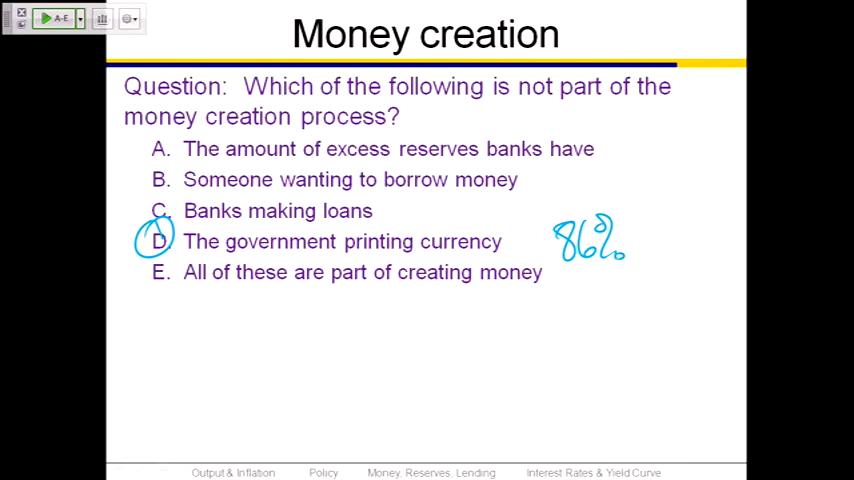 A-E
Money creation
Question: Which of the following is not part of the
money creation process?
A. The amount of excess reserves banks have
B. Someone wanting to borrow money
C. Banks making loans
D. The government printing currency 86%
E. All of these are part of creating money
Output & Inflation Policy Money, Reserves, Lending Interest Rates & Yield Curve